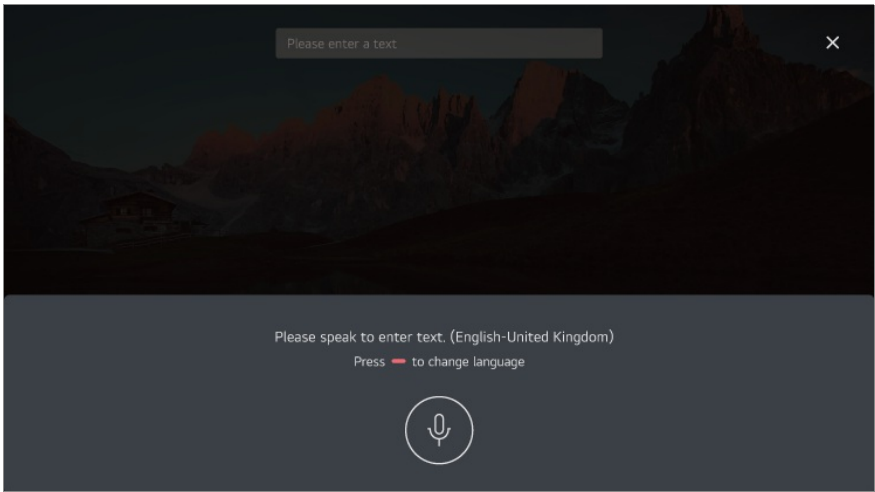 Please enter a text
Please speak to enter text. (English-United Kingdom)
Press to change language